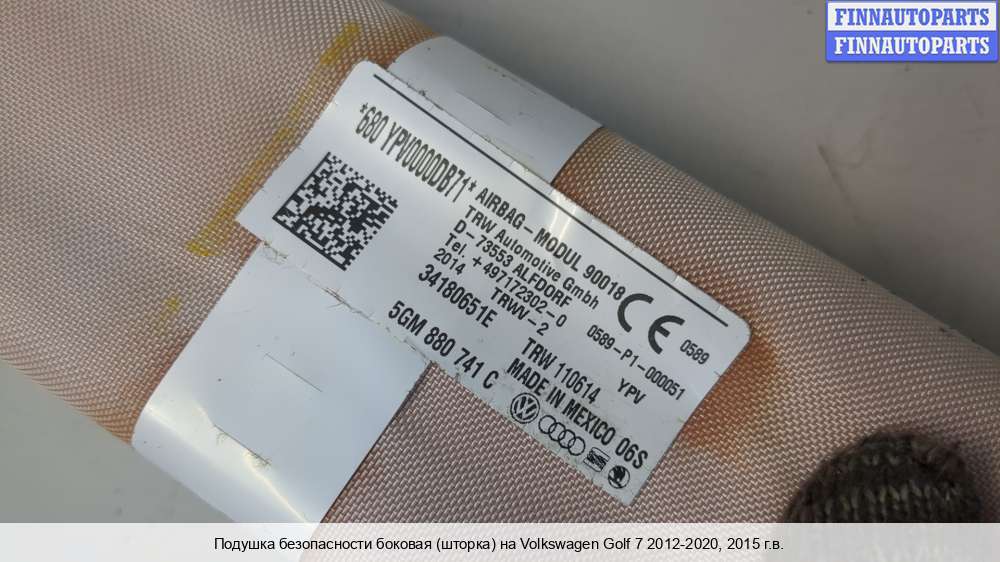 FINNAUTOPARTS
FINNAUTOPARTS
*680 YPV0000DB71*
AIRBAG-MODUL 90018
TRW Automotive Gmbh
D-73553 ALFDORF
Tel. +497172302-0
2014 TRWV-2
34180651E
5GM 880 741 C
CE 0589
0589-P1-000051
TRW 110614 YPV
MADE IN MEXICO 06S
Подушка безопасности боковая (шторка) на Volkswagen Golf 7 2012-2020, 2015 г.в.